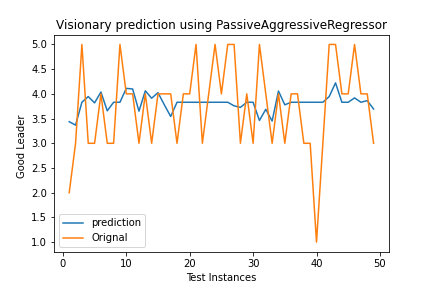 Visionary prediction using PassiveAggressiveRegressor
5.0
4.5
4.0
3.5
3.0
2.5
2.0
1.5
1.0
Good Leader
prediction
Orignal
0 10 20 30 40 50
Test Instances